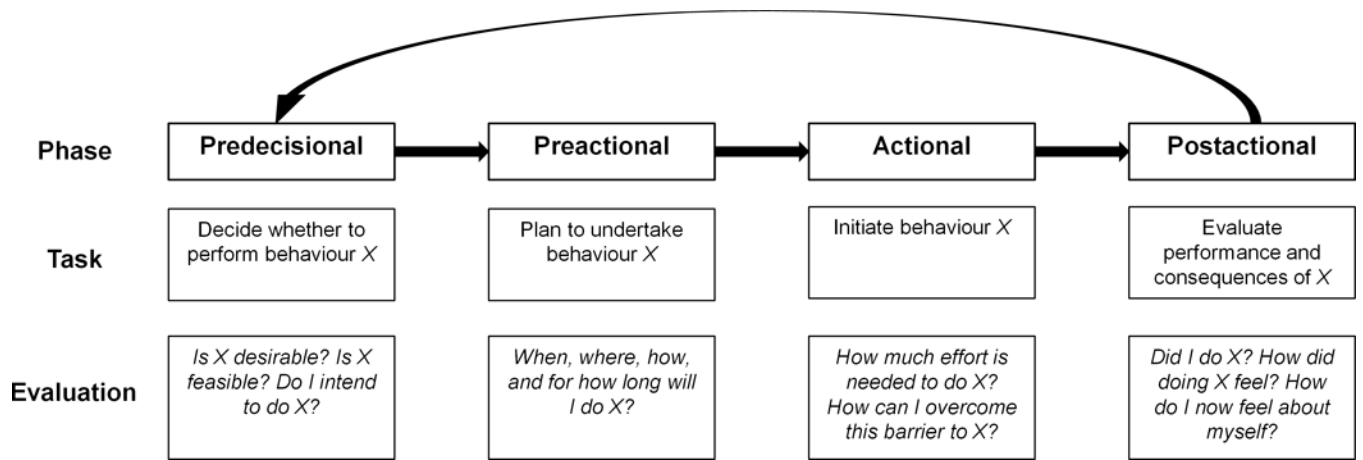 Phase
Predecisional
Preactional
Actional
Postactional
Task
Decide whether to
perform behaviour X
Plan to undertake
behaviour X
Initiate behaviour X
Evaluate
performance and
consequences of X
Evaluation
Is X desirable? Is X
feasible? Do I intend
to do X?
When, where, how,
and for how long will
I do X?
How much effort is
needed to do X?
How can I overcome
this barrier to X?
Did I do X? How did
doing X feel? How
do I now feel about
myself?